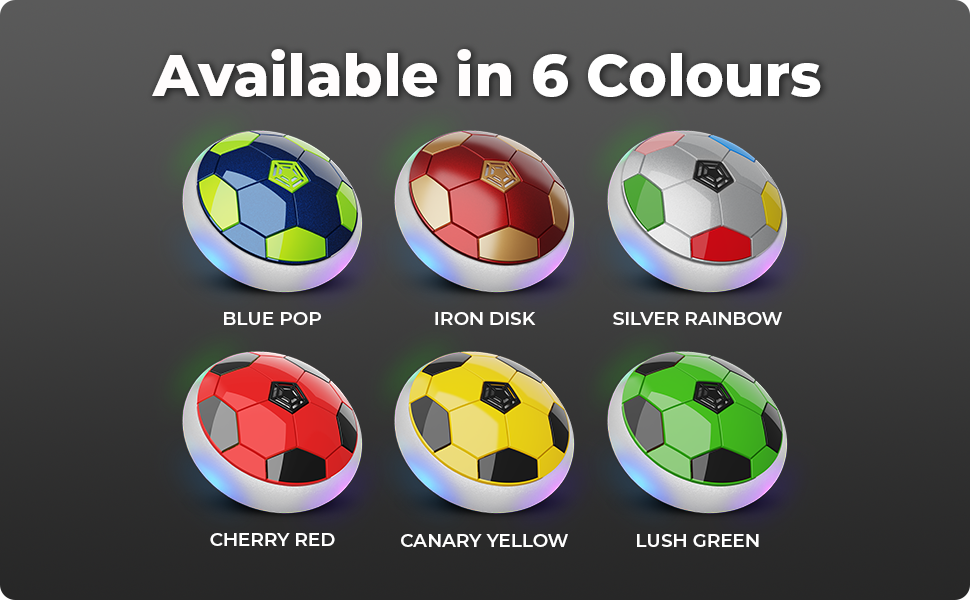 Available in 6 Colours
BLUE POP
IRON DISK
SILVER RAINBOW
CHERRY RED
CANARY YELLOW
LUSH GREEN